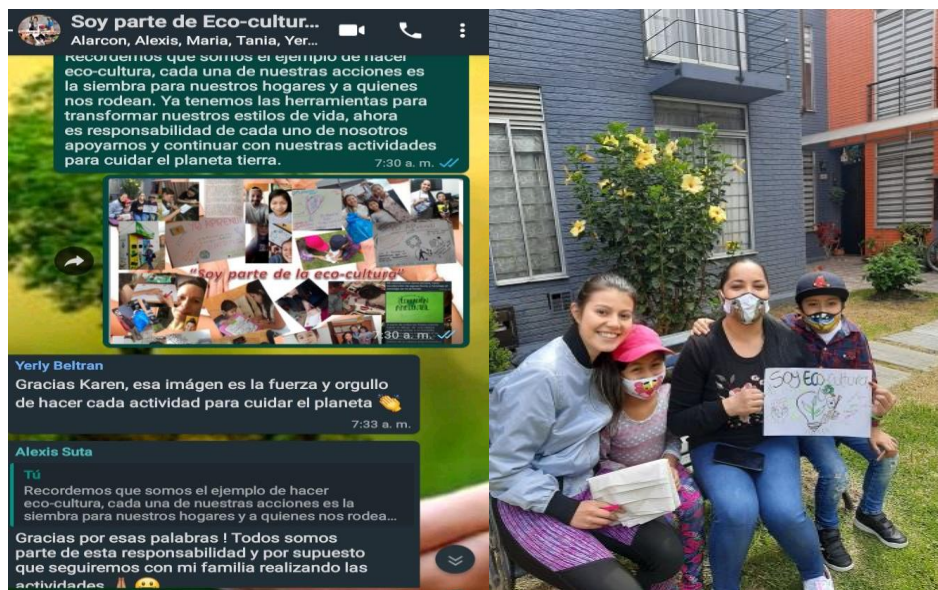 Soy parte de Eco-cultur...
Alarcon, Alexis, Maria, Tania, Yer...
Recordemos que somos el ejemplo de hacer
eco-cultura, cada una de nuestras acciones es
la siembra para nuestros hogares y a quienes
nos rodean. Ya tenemos las herramientas para
transformar nuestros estilos de vida, ahora
es responsabilidad de cada uno de nosotros
apoyarnos y continuar con nuestras actividades
para cuidar el planeta tierra.
7:30 a. m.
"Soy parte de la eco-cultura"
7:30 a. m.
Yerly Beltran
Gracias Karen, esa imágen es la fuerza y orgullo
de hacer cada actividad para cuidar el planeta 👏
7:33 a. m.
Alexis Suta
Tú
Recordemos que somos el ejemplo de hacer
eco-cultura, cada una de nuestras acciones es la
siembra para nuestros hogares y a quienes nos rodea...
Gracias por esas palabras ! Todos somos
parte de esta responsabilidad y por supuesto
que seguiremos con mi familia realizando las
actividades
SOY ECO cultura